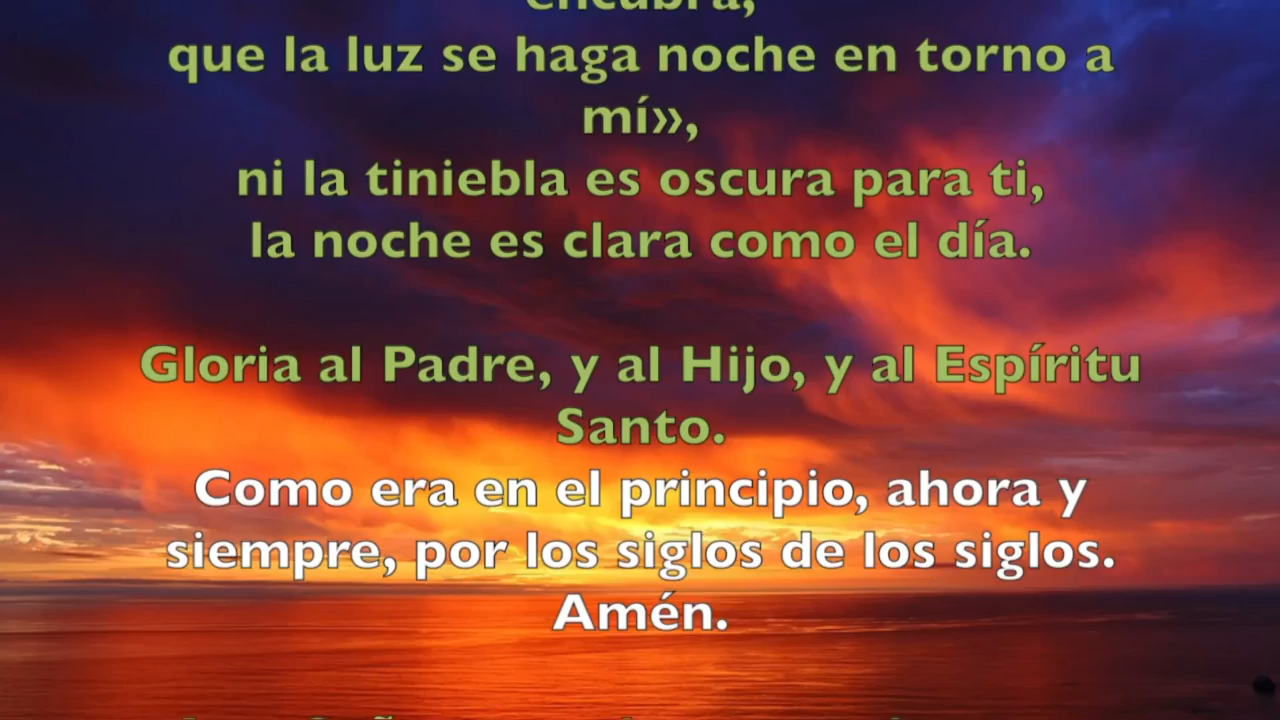 encubra,
que la luz se haga noche en torno a
mí»,
ni la tiniebla es oscura para ti,
la noche es clara como el día.
Gloria al Padre, y al Hijo, y al Espíritu
Santo.
Como era en el principio, ahora y
siempre, por los siglos de los siglos.
Amén.